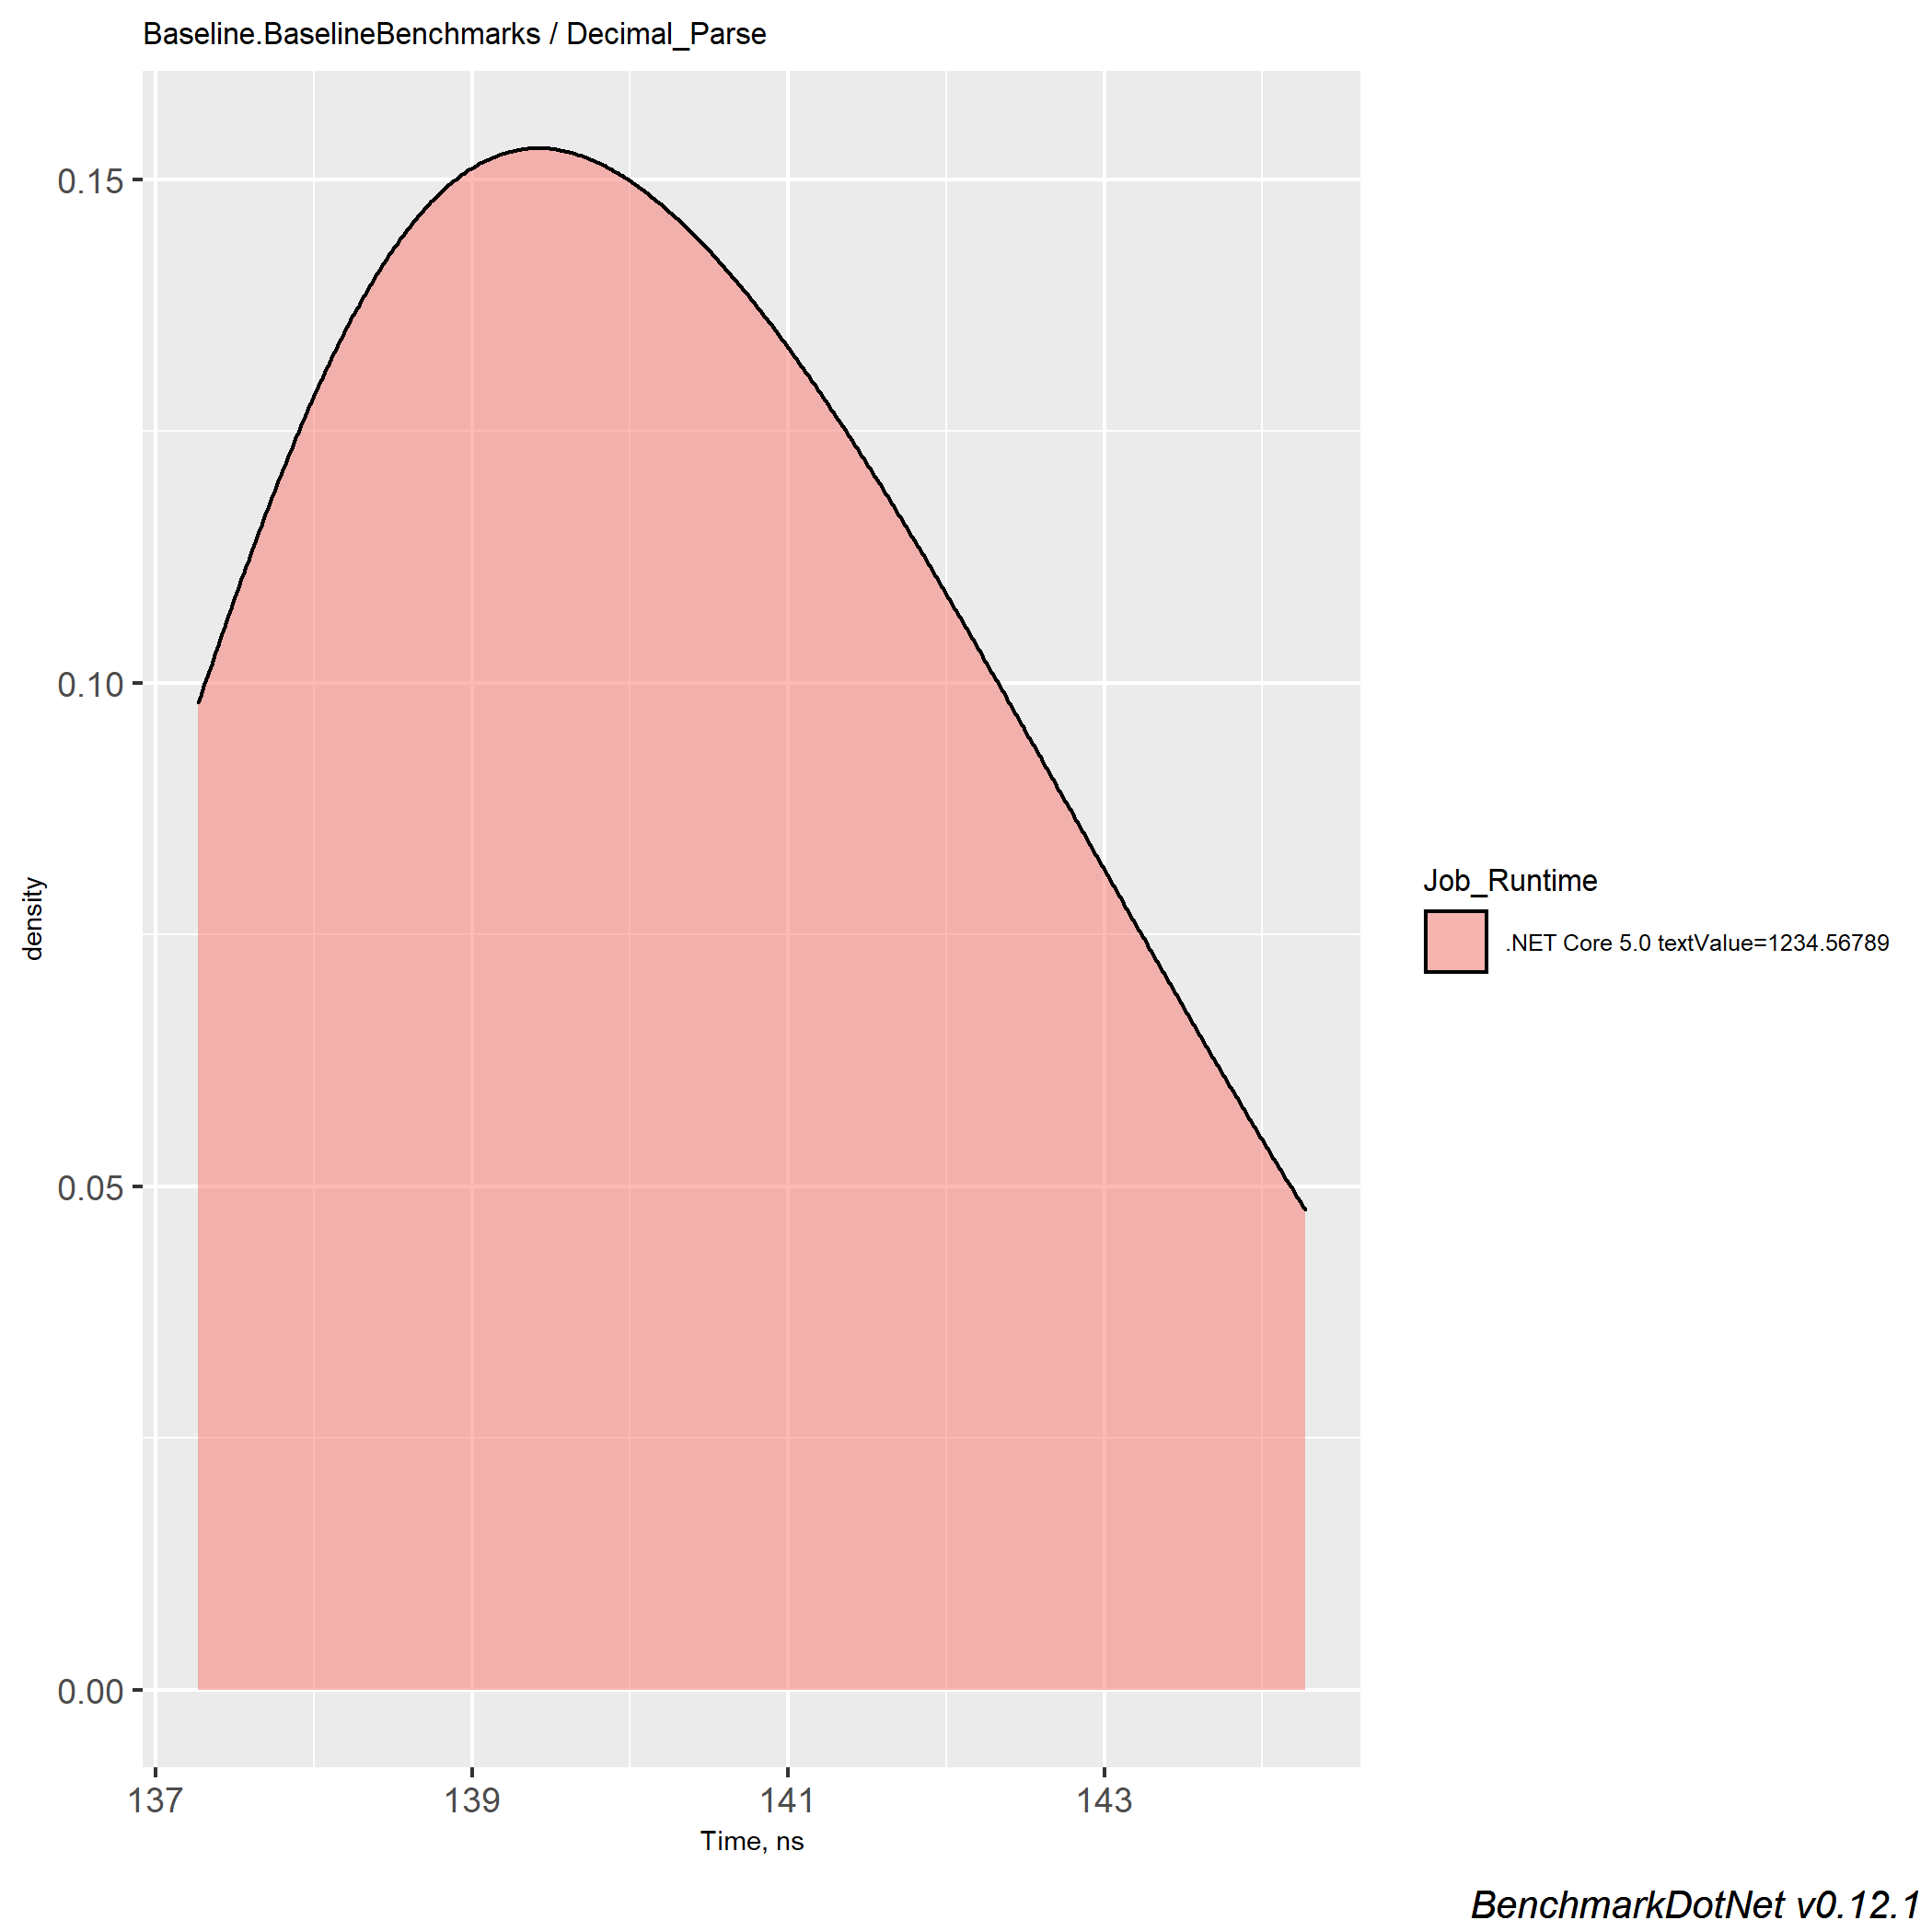 Baseline.BaselineBenchmarks / Decimal_Parse
0.15
0.10
0.05
0.00
density
137 139 141 143
Time, ns
Job_Runtime
.NET Core 5.0 textValue=1234.56789
BenchmarkDotNet v0.12.1